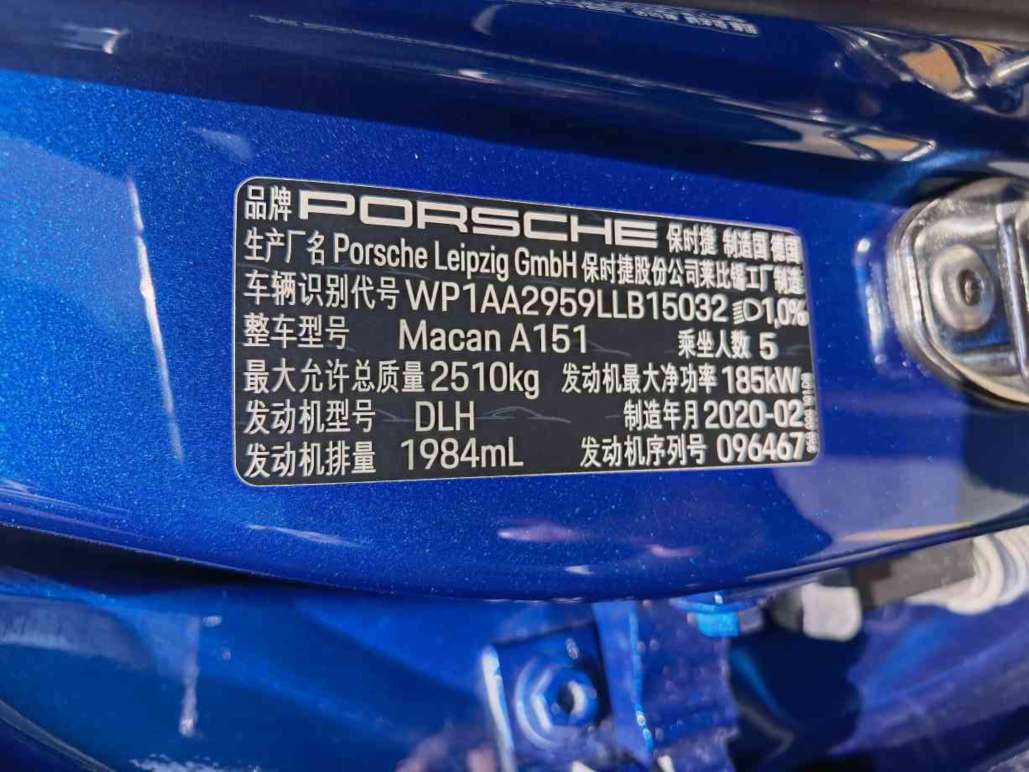 品牌 PORSCHE 保时捷 制造国 德国
生产厂名 Porsche Leipzig GmbH 保时捷股份公司莱比锡工厂制造
车辆识别代号 WP1AA2959LLB15032 1,0%
整车型号 Macan A151 乘坐人数 5
最大允许总质量 2510kg 发动机最大净功率 185kW
发动机型号 DLH 制造年月 2020-02
发动机排量 1984mL 发动机序列号 096467